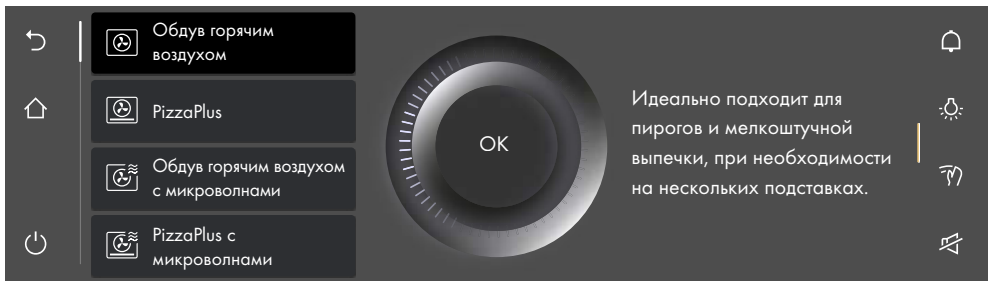 Обдув горячим
воздухом
PizzaPlus
Обдув горячим воздухом
с микроволнами
PizzaPlus с
микроволнами
OK
Идеально подходит для
пирогов и мелкоштучной
выпечки, при необходимости
на нескольких подставках.